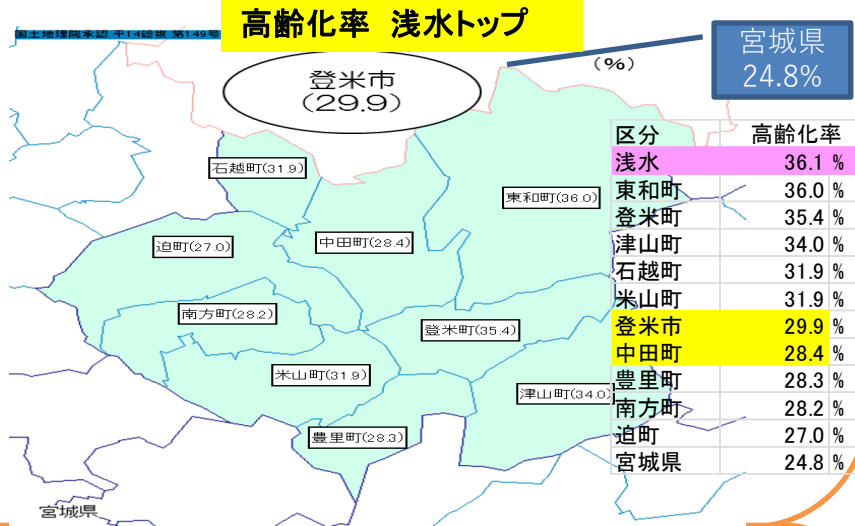 高齢化率 浅水トップ
国土地理院承認 平14総複 第149号
宮城県
24.8%
(%)
登米市
(29.9)
石越町(31.9)
東和町(36.0)
迫町(27.0)
中田町(28.4)
南方町(28.2)
登米町(35.4)
米山町(31.9)
津山町(34.0)
豊里町(28.3)
宮城県
区分 高齢化率
浅水 36.1 %
東和町 36.0 %
登米町 35.4 %
津山町 34.0 %
石越町 31.9 %
米山町 31.9 %
登米市 29.9 %
中田町 28.4 %
豊里町 28.3 %
南方町 28.2 %
迫町 27.0 %
宮城県 24.8 %